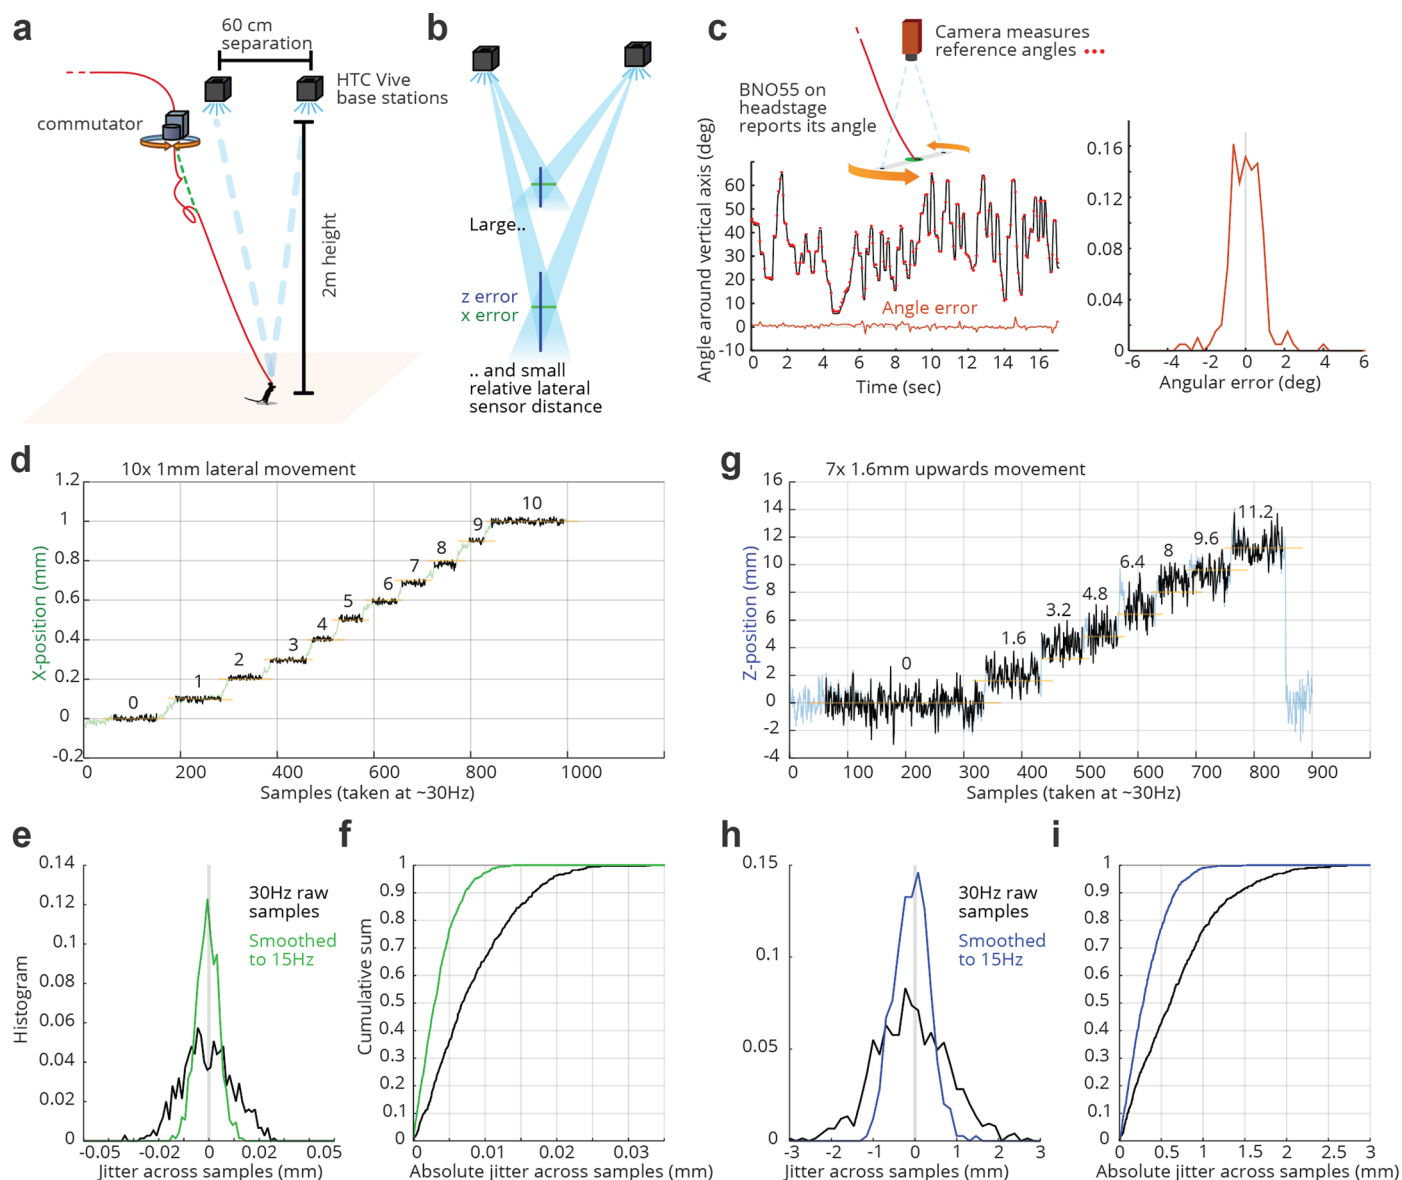 a
60 cm
separation
HTC Vive
base stations
commutator
2m height
b
Large..
z error
x error
.. and small
relative lateral
sensor distance
c
Camera measures
reference angles
BNO55 on
headstage
reports its angle
Angle around vertical axis (deg)
60
50
40
30
20
10
0
-10
Angle error
0 2 4 6 8 10 12 14 16
Time (sec)
0.16
0.12
0.08
0.04
0
-6 -4 -2 0 2 4 6
Angular error (deg)
d
10x 1mm lateral movement
X-position (mm)
1.2
1
0.8
0.6
0.4
0.2
0
-0.2
0 1 2 3 4 5 6 7 8 9 10
0 200 400 600 800 1000
Samples (taken at ~30Hz)
g
7x 1.6mm upwards movement
Z-position (mm)
16
14
12
10
8
6
4
2
0
-2
-4
0 1.6 3.2 4.8 6.4 8 9.6 11.2
0 100 200 300 400 500 600 700 800 900
Samples (taken at ~30Hz)
e
Histogram
0.14
0.12
0.1
0.08
0.06
0.04
0.02
0
30Hz raw
samples
Smoothed
to 15Hz
-0.05 -0.02 0 0.02 0.05
Jitter across samples (mm)
f
Cumulative sum
1
0.9
0.8
0.7
0.6
0.5
0.4
0.3
0.2
0.1
0
0 0.01 0.02 0.03
Absolute jitter across samples (mm)
h
0.15
0.1
0.05
0
30Hz raw
samples
Smoothed
to 15Hz
-3 -2 -1 0 1 2 3
Jitter across samples (mm)
i
1
0.9
0.8
0.7
0.6
0.5
0.4
0.3
0.2
0.1
0
0 0.5 1 1.5 2 2.5 3
Absolute jitter across samples (mm)